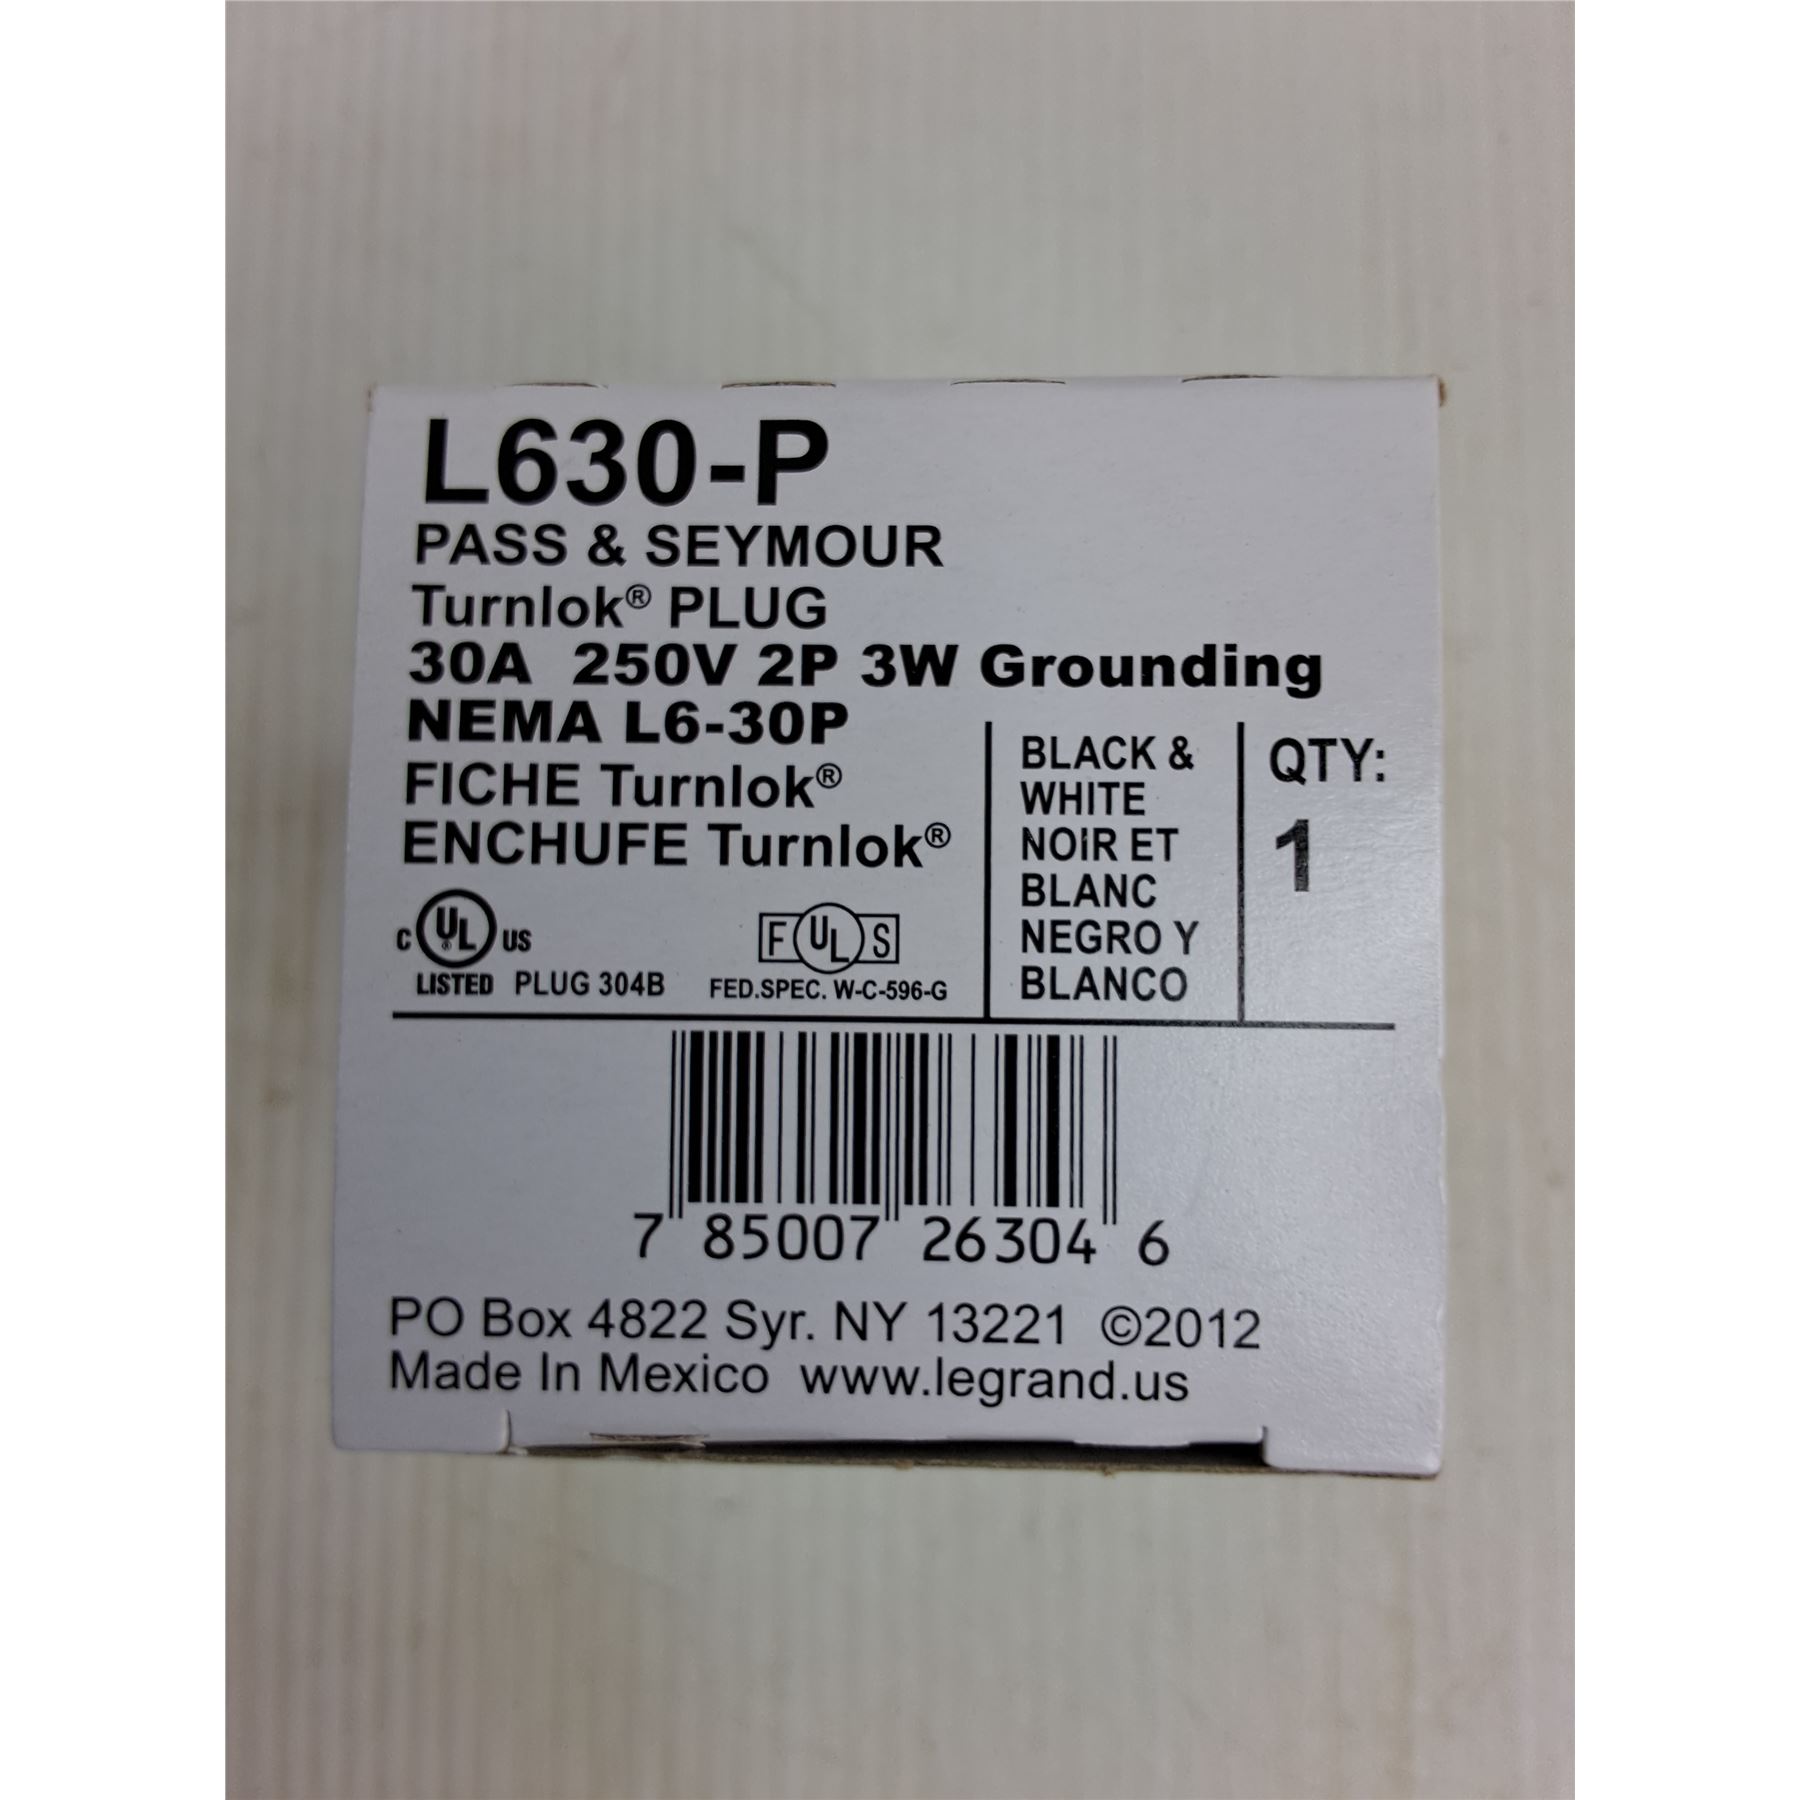 L630-P
PASS & SEYMOUR
Turnlok® PLUG
30A 250V 2P 3W Grounding
NEMA L6-30P
FICHE Turnlok®
ENCHUFE Turnlok®
C UL® US
LISTED PLUG 304B
F UL S
FED.SPEC. W-C-596-G
BLACK &
WHITE
NOIR ET
BLANC
NEGRO Y
BLANCO
QTY:
1
7 85007 26304 6
PO Box 4822 Syr. NY 13221 ©2012
Made In Mexico www.legrand.us